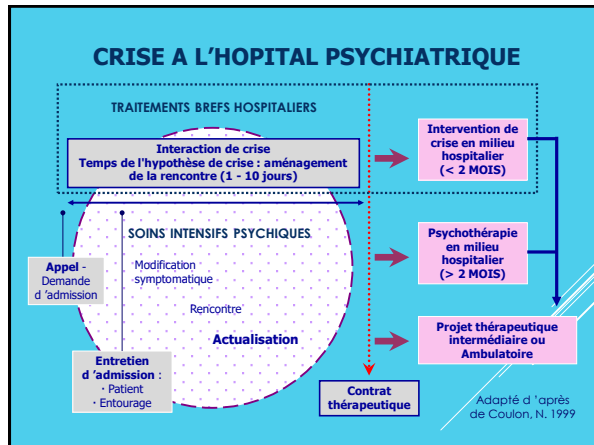 CRISE A L’HOPITAL PSYCHIATRIQUE
TRAITEMENTS BREFS HOSPITALIERS
Interaction de crise
Temps de l'hypothèse de crise : aménagement
de la rencontre (1 - 10 jours)
Intervention de
crise en milieu
hospitalier
(< 2 MOIS)
SOINS INTENSIFS PSYCHIQUES
Modification
symptomatique
Rencontre
Actualisation
Appel -
Demande
d ’admission
Entretien
d ’admission :
· Patient
· Entourage
Psychothérapie
en milieu
hospitalier
(> 2 MOIS)
Projet thérapeutique
intermédiaire ou
Ambulatoire
Contrat
thérapeutique
Adapté d ’après
de Coulon, N. 1999